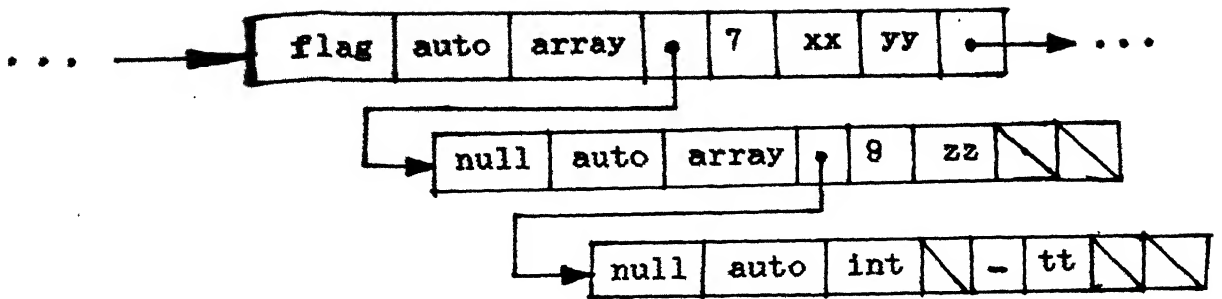 ... flag auto array 7 xx yy ...
null auto array 9 zz
null auto int - tt